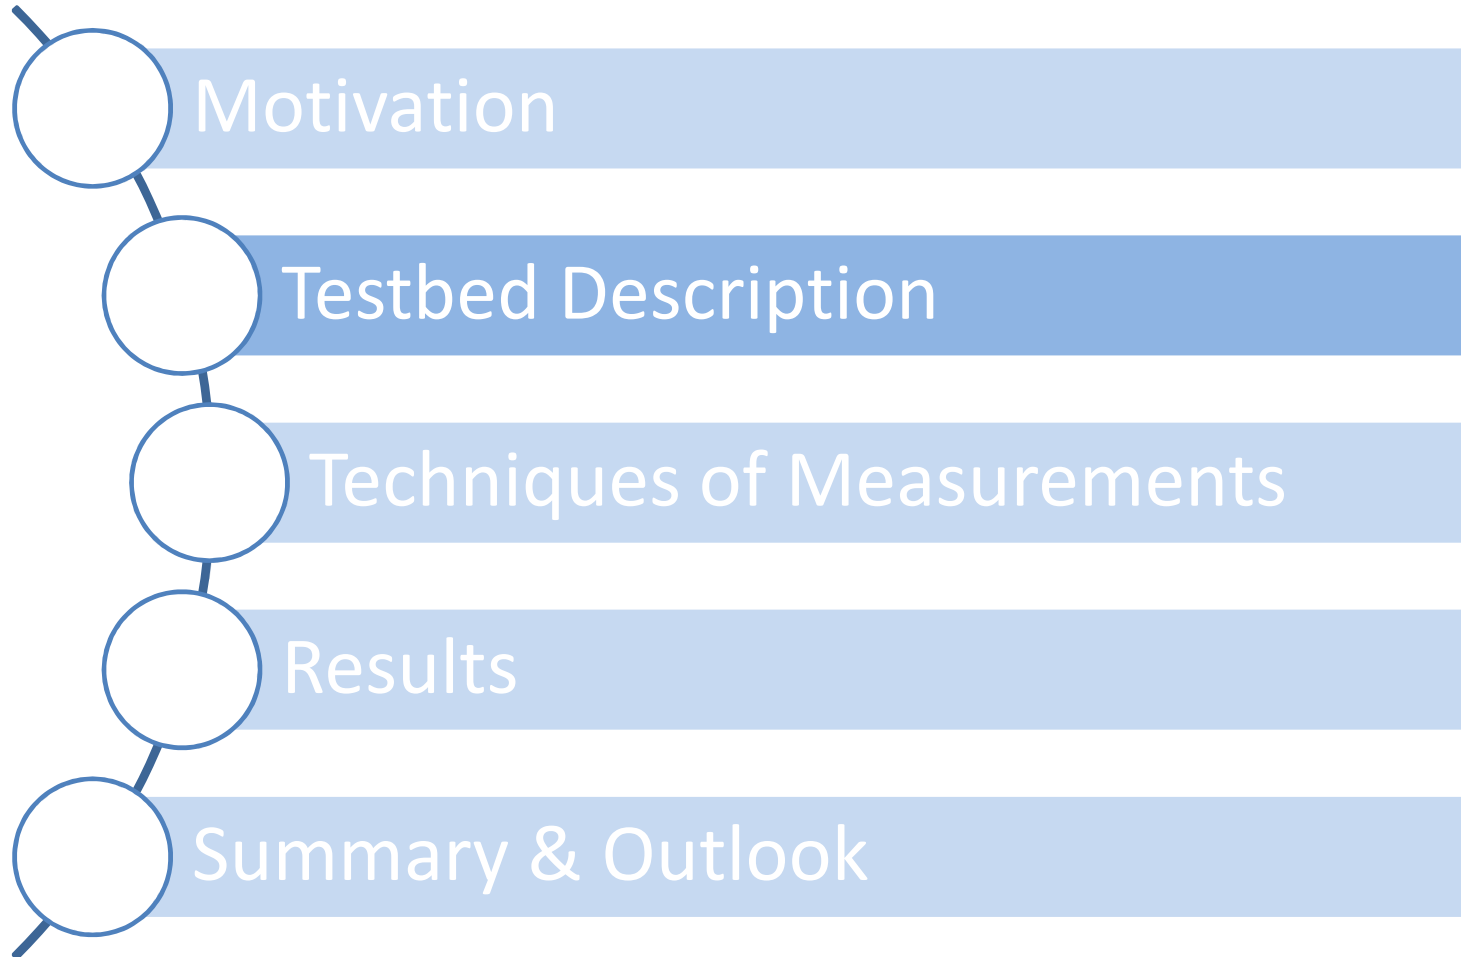 Motivation
Testbed Description
Techniques of Measurements
Results
Summary & Outlook